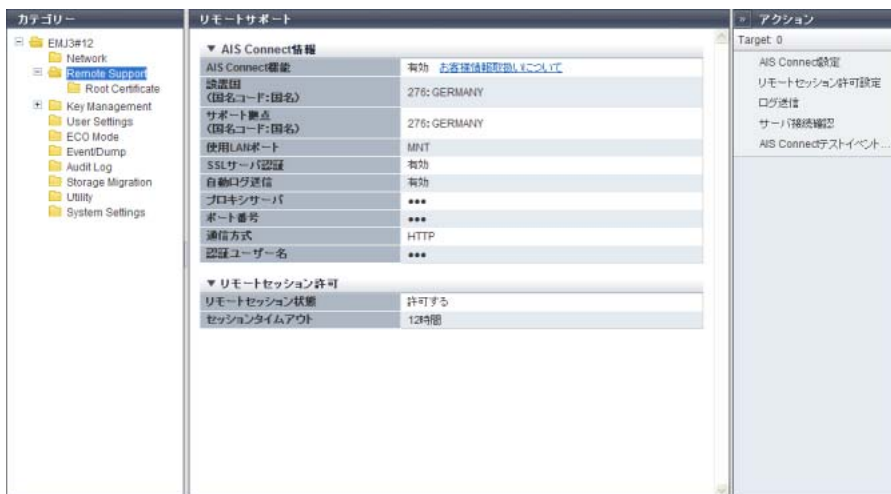 カテゴリー
EMJ3#12
Network
Remote Support
Root Certificate
Key Management
User Settings
ECO Mode
Event/Dump
Audit Log
Storage Migration
Utility
System Settings
リモートサポート
▼ AIS Connect情報
AIS Connect機能 有効 お客様情報取扱いについて
設置国
(国名コード:国名) 276: GERMANY
サポート拠点
(国名コード:国名) 276: GERMANY
使用LANポート MNT
SSLサーバ認証 有効
自動ログ送信 有効
プロキシサーバ •••
ポート番号 •••
通信方式 HTTP
認証ユーザー名 •••
▼ リモートセッション許可
リモートセッション状態 許可する
セッションタイムアウト 12時間
» アクション
Target: 0
AIS Connect設定
リモートセッション許可設定
ログ送信
サーバ接続確認
AIS Connectテストイベント...